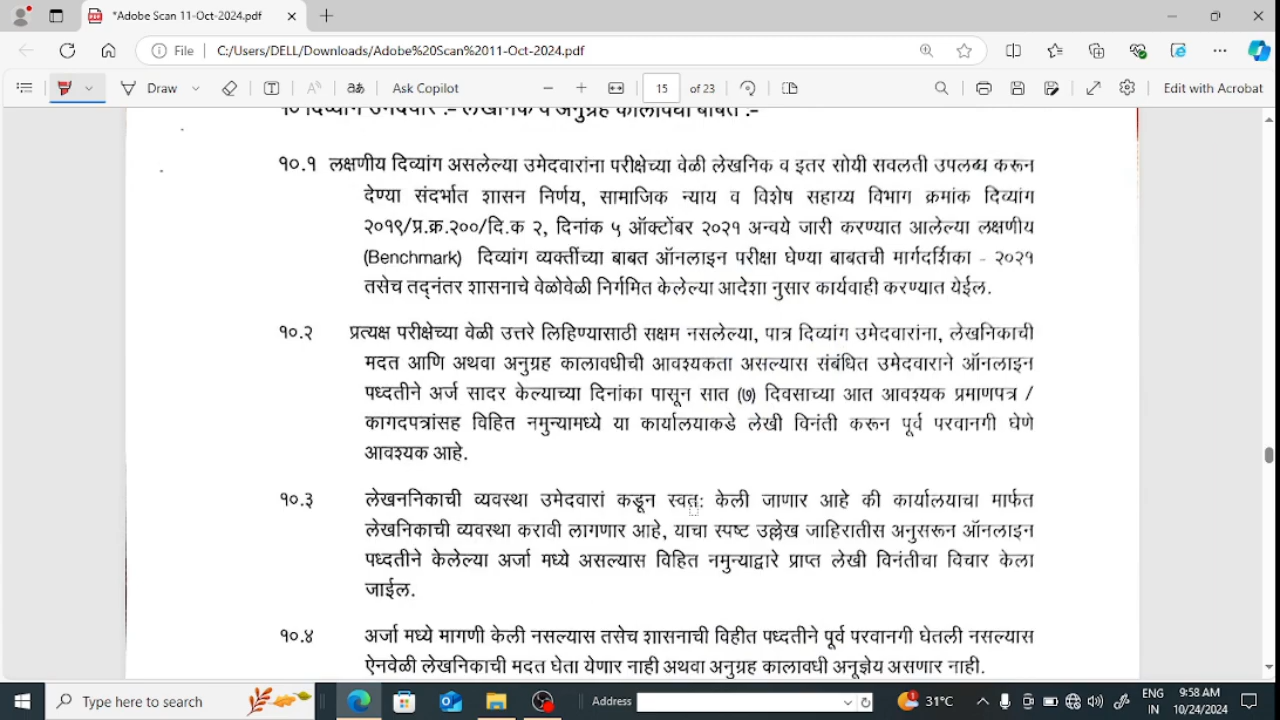 *Adobe Scan 11-Oct-2024.pdf
File C:/Users/DELL/Downloads/Adobe%20Scan%2011-Oct-2024.pdf
Draw Ask Copilot 15 of 23 Edit with Acrobat
१० दिव्यांग उमेदवार :- लेखनिक व अनुग्रह कालावधी बाबत :-
१०.१ लक्षणीय दिव्यांग असलेल्या उमेदवारांना परीक्षेच्या वेळी लेखनिक व इतर सोयी सवलती उपलब्ध करून
देण्या संदर्भात शासन निर्णय, सामाजिक न्याय व विशेष सहाय्य विभाग क्रमांक दिव्यांग
२०१९/प्र.क्र.२००/दि.क २, दिनांक ५ ऑक्टोंबर २०२१ अन्वये जारी करण्यात आलेल्या लक्षणीय
(Benchmark) दिव्यांग व्यक्तींच्या बाबत ऑनलाइन परीक्षा घेण्या बाबतची मार्गदर्शिका - २०२१
तसेच तद्नंतर शासनाचे वेळोवेळी निर्गमित केलेल्या आदेशा नुसार कार्यवाही करण्यात येईल.
१०.२ प्रत्यक्ष परीक्षेच्या वेळी उत्तरे लिहिण्यासाठी सक्षम नसलेल्या, पात्र दिव्यांग उमेदवारांना, लेखनिकाची
मदत आणि अथवा अनुग्रह कालावधीची आवश्यकता असल्यास संबंधित उमेदवाराने ऑनलाइन
पध्दतीने अर्ज सादर केल्याच्या दिनांका पासून सात (७) दिवसाच्या आत आवश्यक प्रमाणपत्र /
कागदपत्रांसह विहित नमुन्यामध्ये या कार्यालयाकडे लेखी विनंती करून पूर्व परवानगी घेणे
आवश्यक आहे.
१०.३ लेखननिकाची व्यवस्था उमेदवारां कडून स्वत: केली जाणार आहे की कार्यालयाचा मार्फत
लेखनिकाची व्यवस्था करावी लागणार आहे, याचा स्पष्ट उल्लेख जाहिरातीस अनुसरून ऑनलाइन
पध्दतीने केलेल्या अर्जा मध्ये असल्यास विहित नमुन्याद्वारे प्राप्त लेखी विनंतीचा विचार केला
जाईल.
१०.४ अर्जा मध्ये मागणी केली नसल्यास तसेच शासनाची विहीत पध्दतीने पूर्व परवानगी घेतली नसल्यास
ऐनवेळी लेखनिकाची मदत घेता येणार नाही अथवा अनुग्रह कालावधी अनूज्ञेय असणार नाही.
Type here to search Address 31°C ENG 9:58 AM
IN 10/24/2024